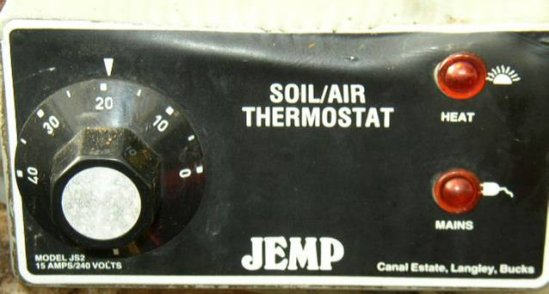 40 30 20 10 0
SOIL/AIR
THERMOSTAT
HEAT
MAINS
MODEL JS2
15 AMPS/240 VOLTS
JEMP
Canal Estate, Langley, Bucks